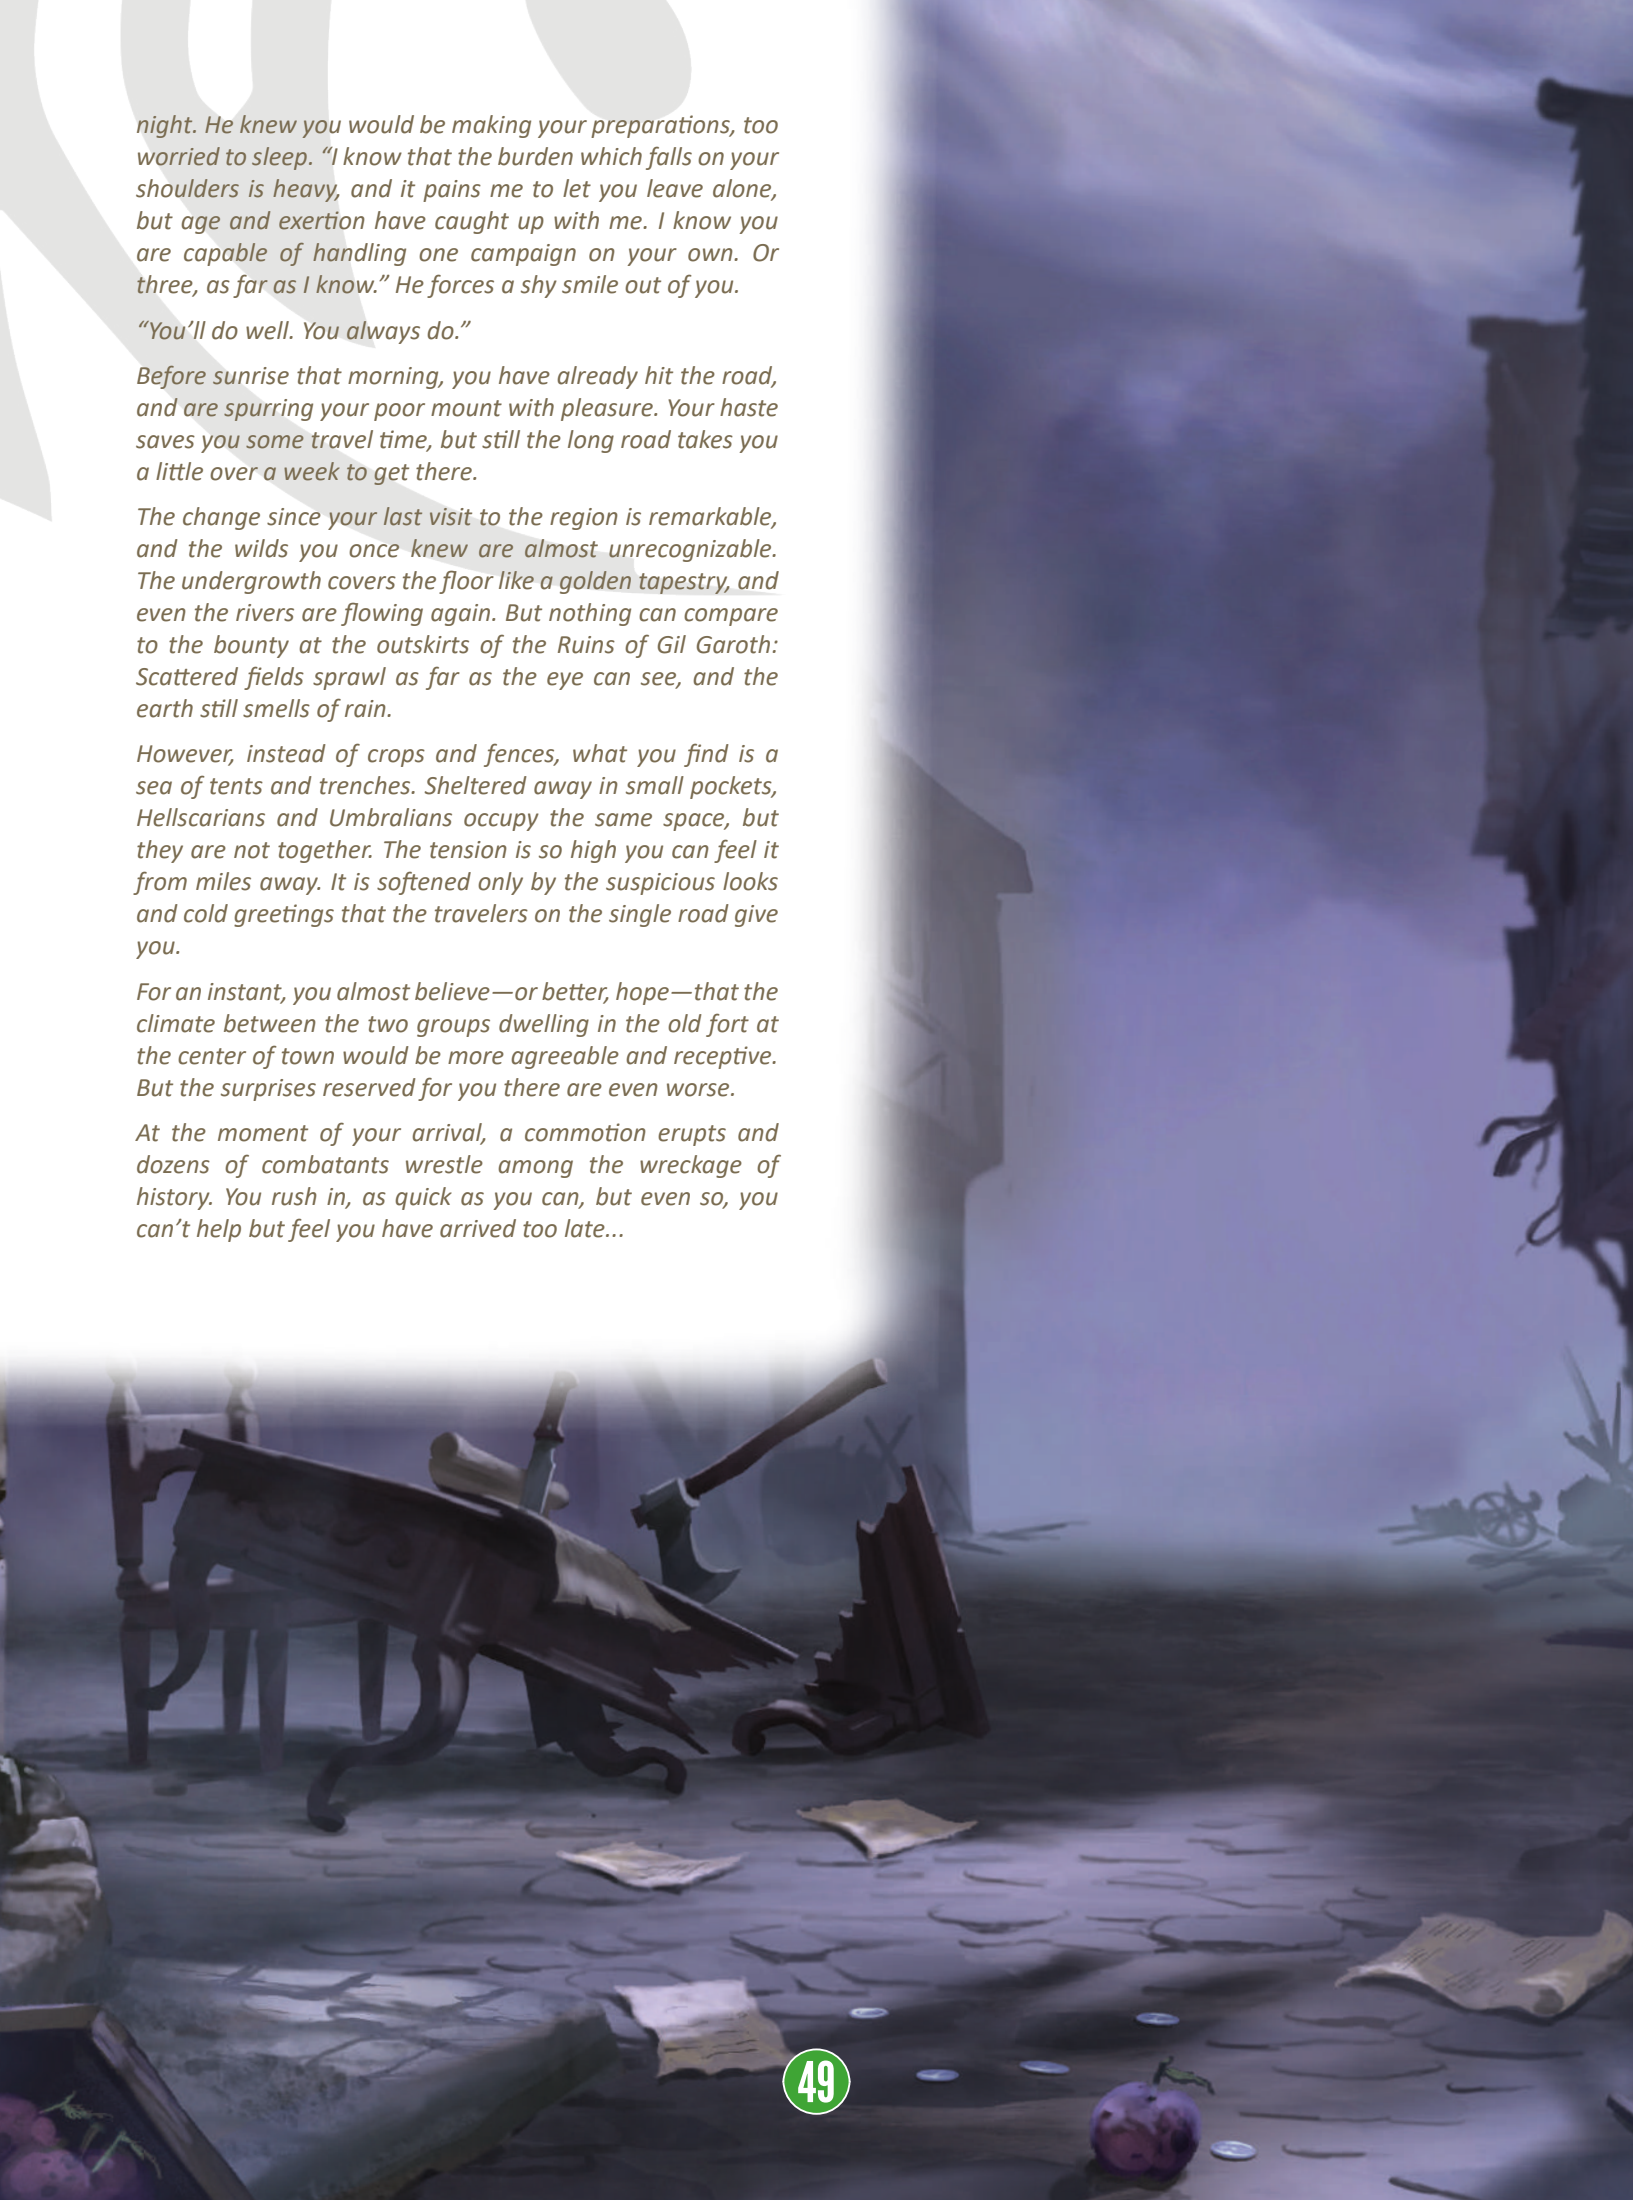 night. He knew you would be making your preparations, too
worried to sleep. “I know that the burden which falls on your
shoulders is heavy, and it pains me to let you leave alone,
but age and exertion have caught up with me. I know you
are capable of handling one campaign on your own. Or
three, as far as I know.” He forces a shy smile out of you.
“You’ll do well. You always do.”
Before sunrise that morning, you have already hit the road,
and are spurring your poor mount with pleasure. Your haste
saves you some travel time, but still the long road takes you
a little over a week to get there.
The change since your last visit to the region is remarkable,
and the wilds you once knew are almost unrecognizable.
The undergrowth covers the floor like a golden tapestry, and
even the rivers are flowing again. But nothing can compare
to the bounty at the outskirts of the Ruins of Gil Garoth:
Scattered fields sprawl as far as the eye can see, and the
earth still smells of rain.
However, instead of crops and fences, what you find is a
sea of tents and trenches. Sheltered away in small pockets,
Hellscarians and Umbralians occupy the same space, but
they are not together. The tension is so high you can feel it
from miles away. It is softened only by the suspicious looks
and cold greetings that the travelers on the single road give
you.
For an instant, you almost believe—or better, hope—that the
climate between the two groups dwelling in the old fort at
the center of town would be more agreeable and receptive.
But the surprises reserved for you there are even worse.
At the moment of your arrival, a commotion erupts and
dozens of combatants wrestle among the wreckage of
history. You rush in, as quick as you can, but even so, you
can’t help but feel you have arrived too late...
49